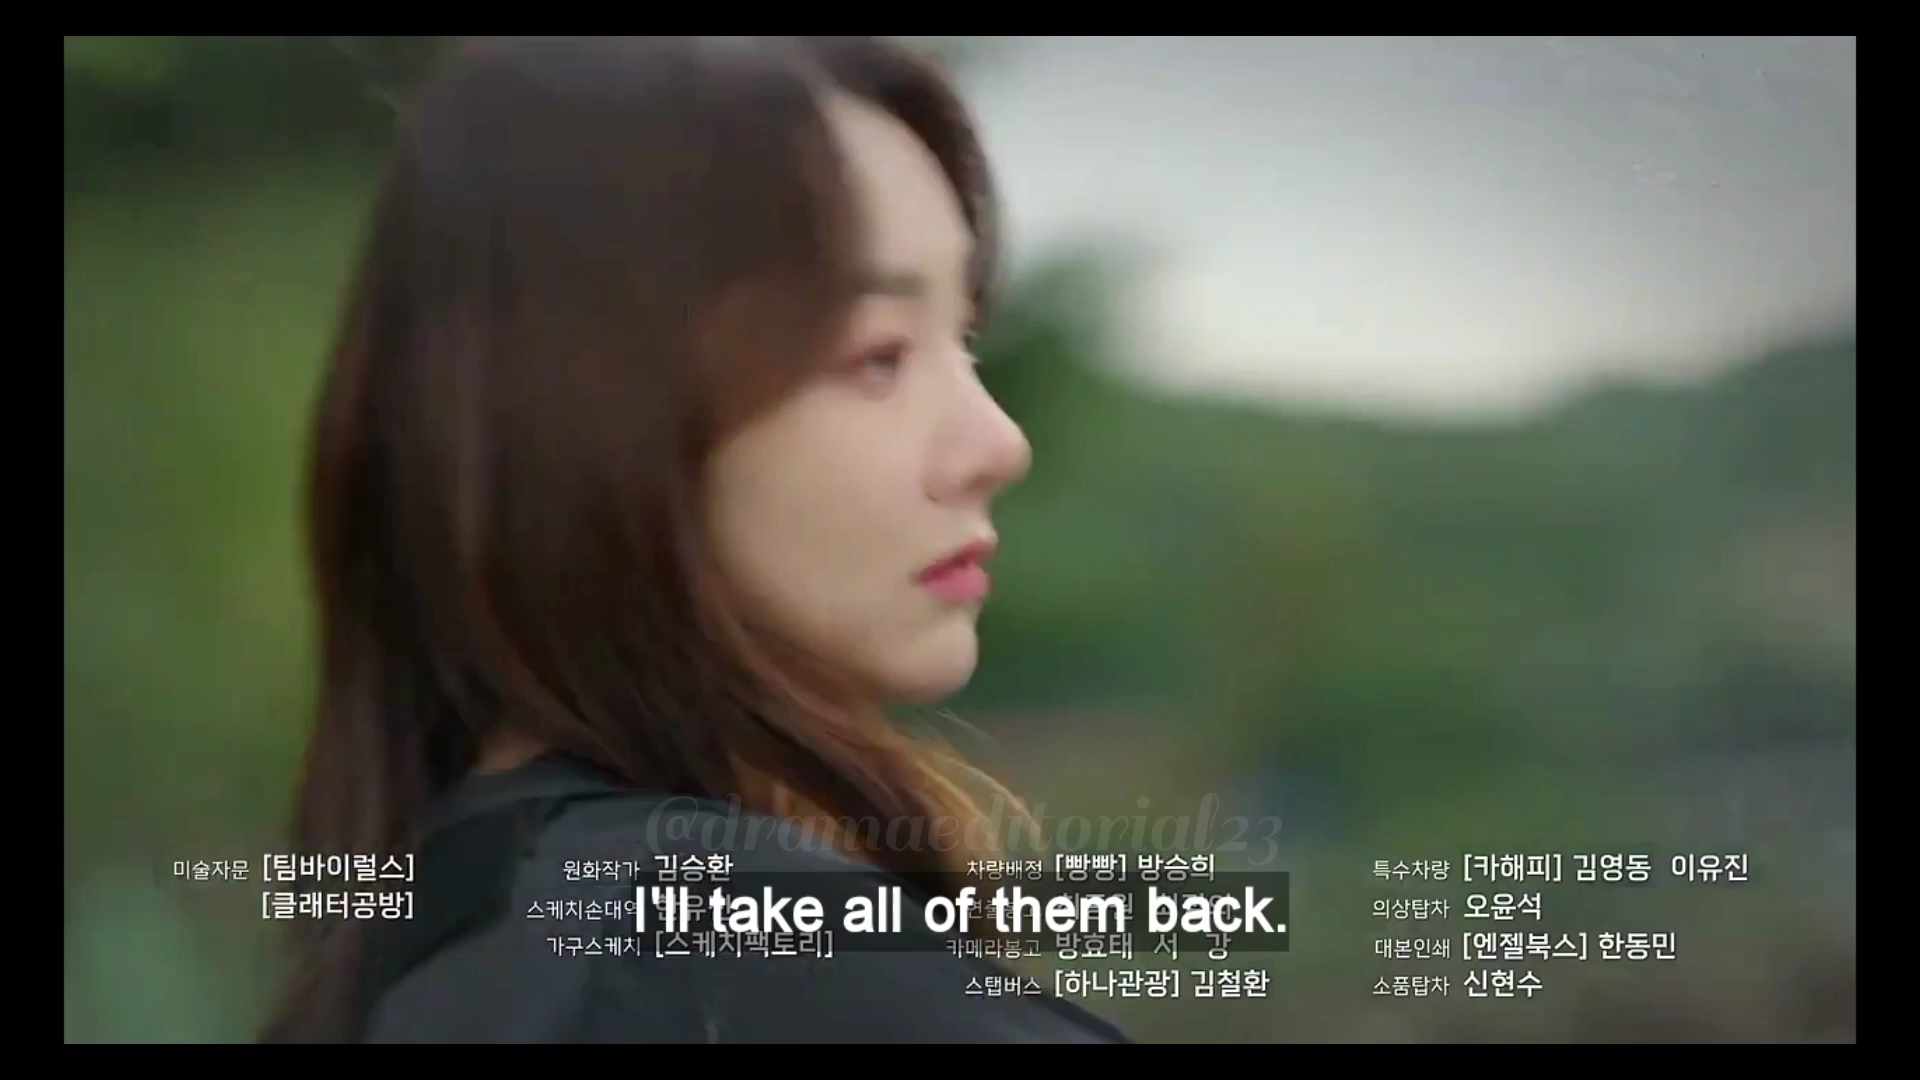 @dramaeditorial23
미술자문 [팀바이럴스]
[클래터공방]
원화작가 김승환
스케치손대역
가구스케치 [스케치팩토리]
차량배정 [빵빵] 방승희
연출봉고
카메라봉고 방효태 서 강
스탭버스 [하나관광] 김철환
특수차량 [카해피] 김영동 이유진
의상탑차 오윤석
대본인쇄 [엔젤북스] 한동민
소품탑차 신현수
I'll take all of them back.